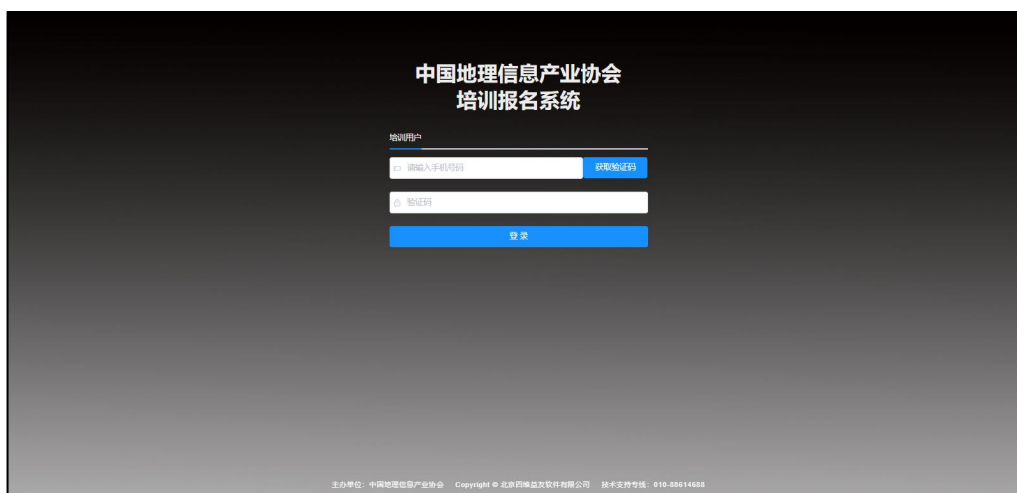 中国地理信息产业协会
培训报名系统
培训用户
请输入手机号码 获取验证码
验证码
登录
主办单位：中国地理信息产业协会 Copyright © 北京四维益友软件有限公司 技术支持专线：010-88614688